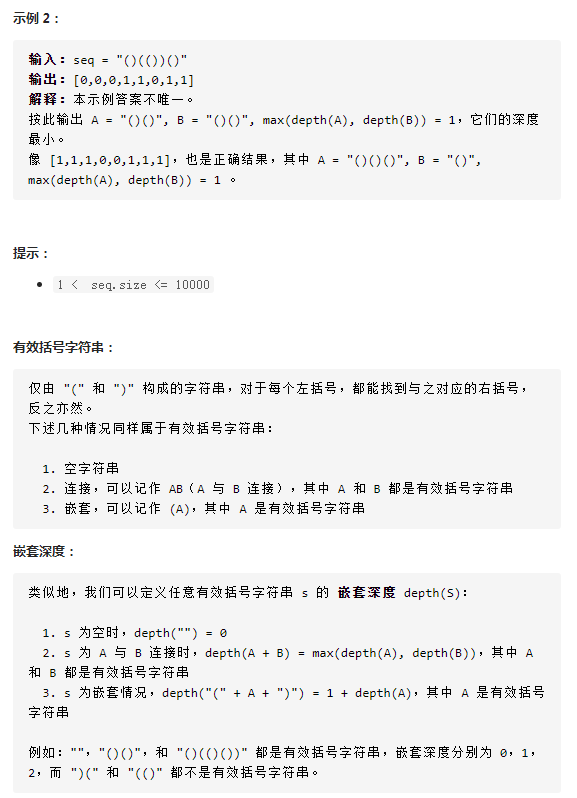 示例 2：
输入：seq = "()(())()"
输出：[0,0,0,1,1,0,1,1]
解释：本示例答案不唯一。
按此输出 A = "()()", B = "()()", max(depth(A), depth(B)) = 1，它们的深度
最小。
像 [1,1,1,0,0,1,1,1]，也是正确结果，其中 A = "()()()", B = "()",
max(depth(A), depth(B)) = 1 。
提示：
• 1 < seq.size <= 10000
有效括号字符串：
仅由 "(" 和 ")" 构成的字符串，对于每个左括号，都能找到与之对应的右括号，
反之亦然。
下述几种情况同样属于有效括号字符串：
1. 空字符串
2. 连接，可以记作 AB（A 与 B 连接），其中 A 和 B 都是有效括号字符串
3. 嵌套，可以记作 (A)，其中 A 是有效括号字符串
嵌套深度：
类似地，我们可以定义任意有效括号字符串 s 的 嵌套深度 depth(S)：
1. s 为空时，depth("") = 0
2. s 为 A 与 B 连接时，depth(A + B) = max(depth(A), depth(B))，其中 A
和 B 都是有效括号字符串
3. s 为嵌套情况，depth("(" + A + ")") = 1 + depth(A)，其中 A 是有效括号
字符串
例如：""，"()()"，和 "()(()())" 都是有效括号字符串，嵌套深度分别为 0，1，
2，而 ")(" 和 "(()" 都不是有效括号字符串。